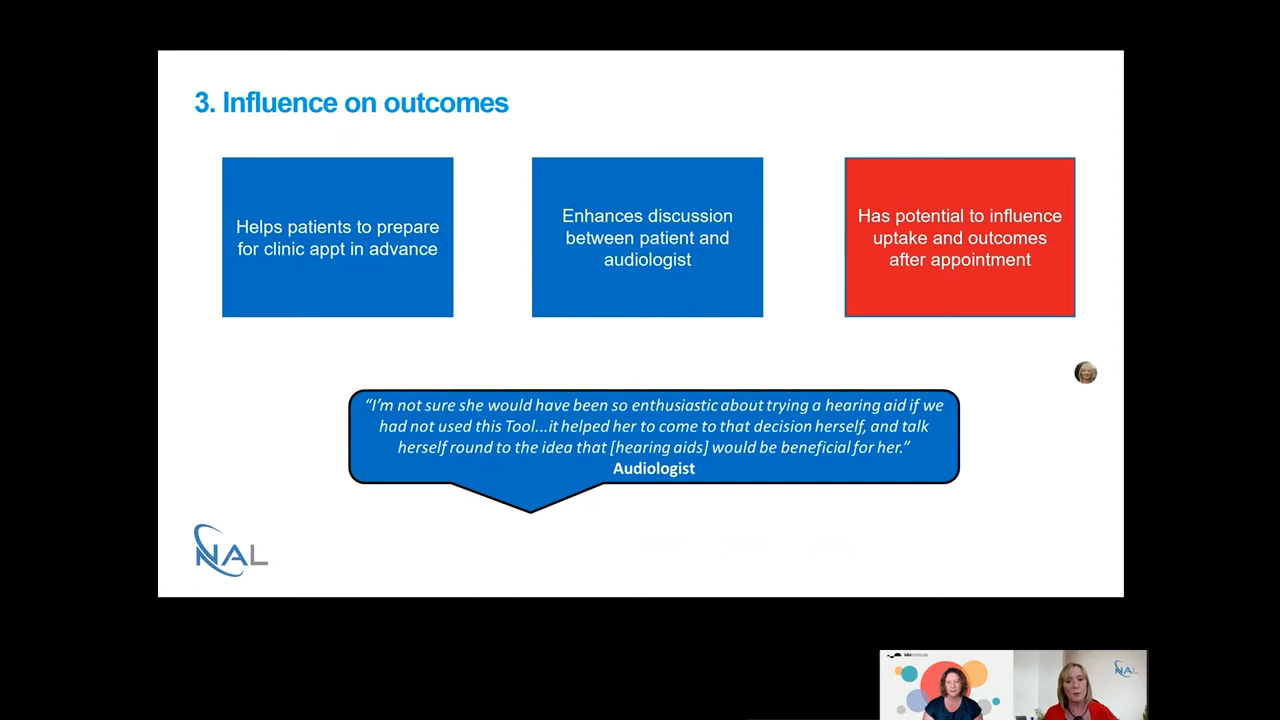 3. Influence on outcomes
Helps patients to prepare
for clinic appt in advance
Enhances discussion
between patient and
audiologist
Has potential to influence
uptake and outcomes
after appointment
“I’m not sure she would have been so enthusiastic about trying a hearing aid if we
had not used this Tool...it helped her to come to that decision herself, and talk
herself round to the idea that [hearing aids] would be beneficial for her.”
Audiologist
NAL
ida institute
NAL